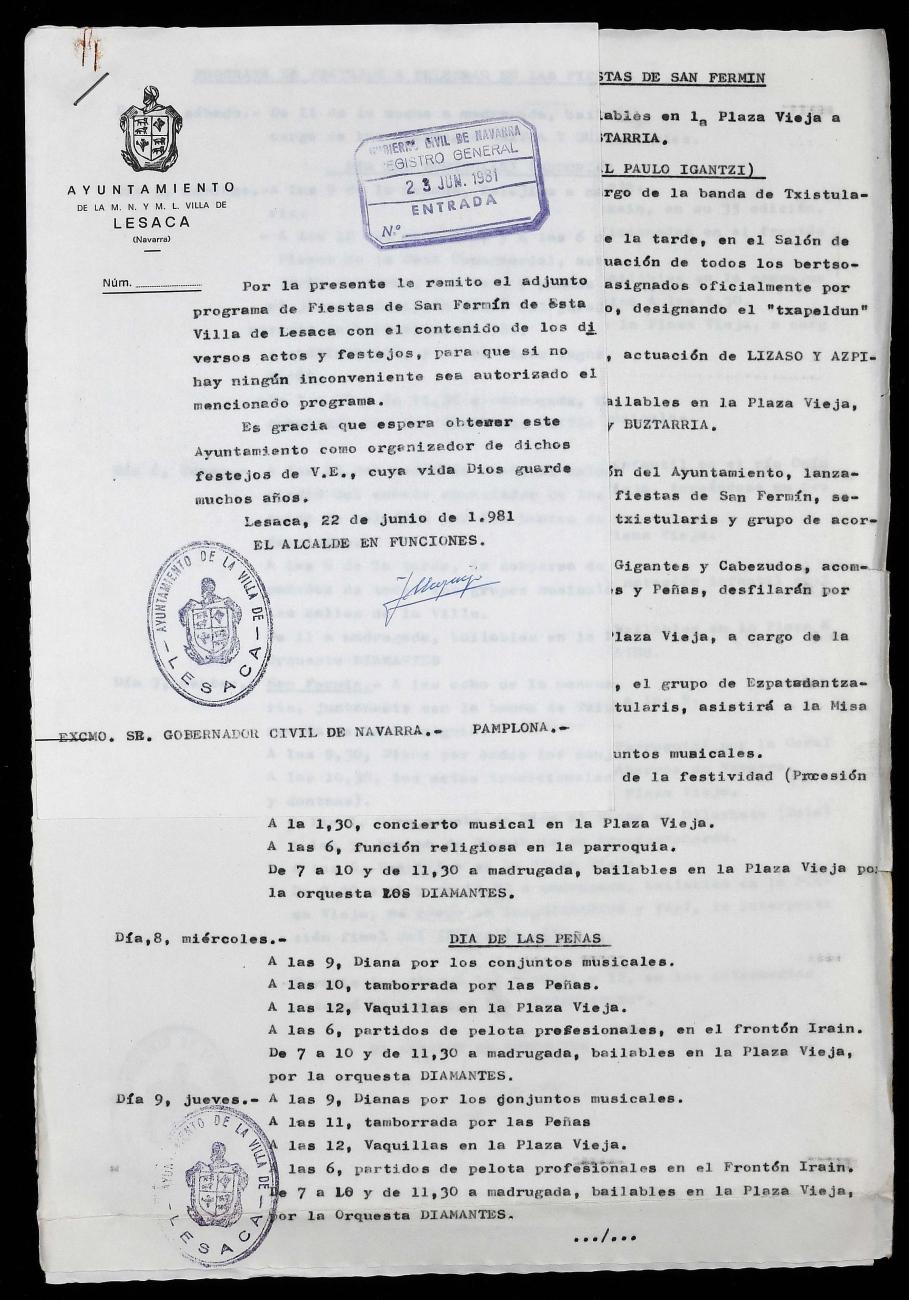 AYUNTAMIENTO
DE LA M. N. Y M. L. VILLA DE
LESACA
(Navarra)
Núm.
GOBIERNO CIVIL DE NAVARRA
REGISTRO GENERAL
23 JUN. 1981
ENTRADA
N.º
Por la presente le remito el adjunto
programa de Fiestas de San Fermín de Esta
Villa de Lesaca con el contenido de los di
versos actos y festejos, para que si no
hay ningún inconveniente sea autorizado el
mencionado programa.
Es gracia que espera obtener este
Ayuntamiento como organizador de dichos
festejos de V.E., cuya vida Dios guarde
muchos años.
Lesaca, 22 de junio de 1.981
EL ALCALDE EN FUNCIONES.
AYUNTAMIENTO DE LA VILLA DE
- LESACA -
EXCMO. SR. GOBERNADOR CIVIL DE NAVARRA.- PAMPLONA.-
STAS DE SAN FERMIN
ables en la Plaza Vieja a
TARRIA.
L PAULO IGANTZI)
rgo de la banda de Txistula-
e la tarde, en el Salón de
uación de todos los bertso-
asignados oficialmente por
o, designando el "txapeldun"
, actuación de LIZASO Y AZPI-
ailables en la Plaza Vieja,
y BUZTARRIA.
ón del Ayuntamiento, lanza-
fiestas de San Fermín, se-
txistularis y grupo de acor-
Gigantes y Cabezudos, acom-
s y Peñas, desfilarán por
Plaza Vieja, a cargo de la
, el grupo de Ezpatadantza-
tularis, asistirá a la Misa
untos musicales.
de la festividad (Procesión
A la 1,30, concierto musical en la Plaza Vieja.
A las 6, función religiosa en la parroquia.
De 7 a 10 y de 11,30 a madrugada, bailables en la Plaza Vieja por
la orquesta LOS DIAMANTES.
Día,8, miércoles.- DIA DE LAS PEÑAS
A las 9, Diana por los conjuntos musicales.
A las 10, tamborrada por las Peñas.
A las 12, Vaquillas en la Plaza Vieja.
A las 6, partidos de pelota profesionales, en el frontón Irain.
De 7 a 10 y de 11,30 a madrugada, bailables en la Plaza Vieja,
por la orquesta DIAMANTES.
Día 9, jueves.- A las 9, Dianas por los conjuntos musicales.
A las 11, tamborrada por las Peñas
A las 12, Vaquillas en la Plaza Vieja.
las 6, partidos de pelota profesionales en el Frontón Irain.
De 7 a 10 y de 11,30 a madrugada, bailables en la Plaza Vieja,
por la Orquesta DIAMANTES.
AYUNTAMIENTO DE LA VILLA DE
- LESACA -
.../...